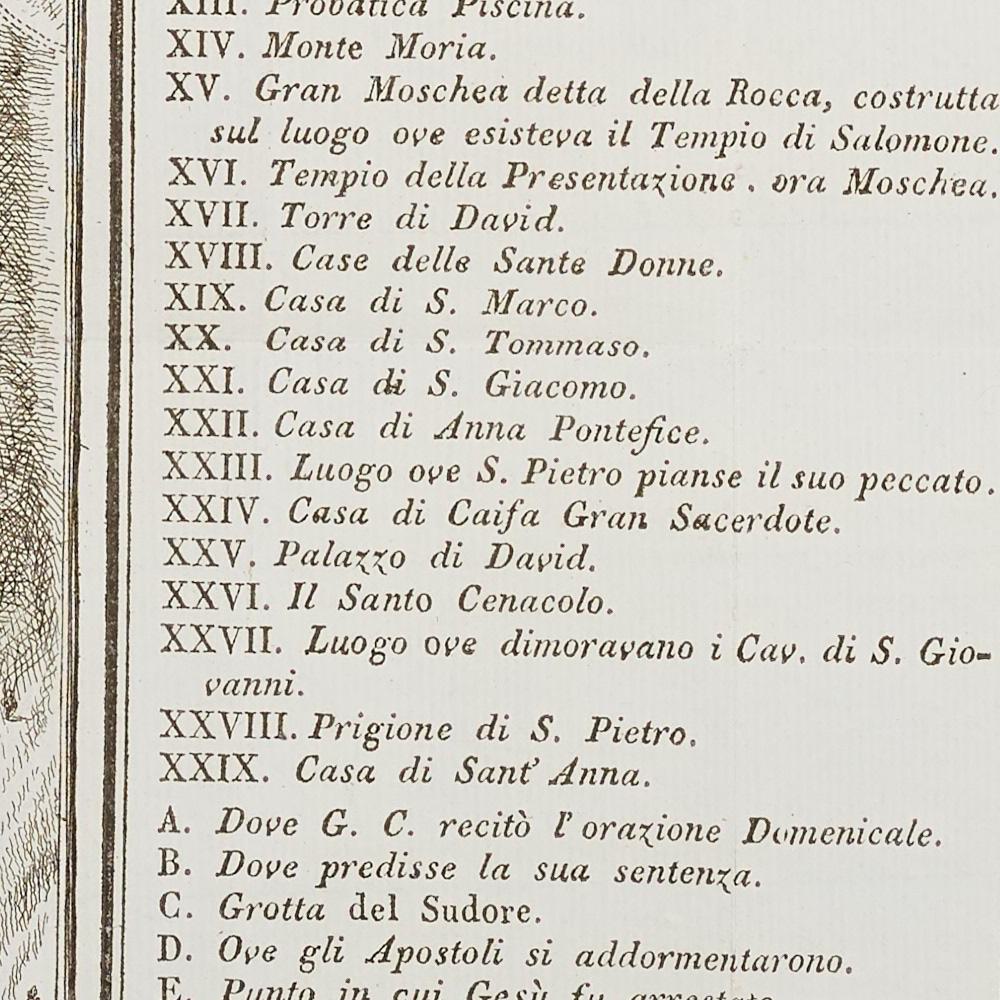 XIII. Probatica Piscina.
XIV. Monte Moria.
XV. Gran Moschea detta della Rocca, costrutta
sul luogo ove esisteva il Tempio di Salomone.
XVI. Tempio della Presentazione . ora Moschea.
XVII. Torre di David.
XVIII. Case delle Sante Donne.
XIX. Casa di S. Marco.
XX. Casa di S. Tommaso.
XXI. Casa di S. Giacomo.
XXII. Casa di Anna Pontefice.
XXIII. Luogo ove S. Pietro pianse il suo peccato.
XXIV. Casa di Caifa Gran Sacerdote.
XXV. Palazzo di David.
XXVI. Il Santo Cenacolo.
XXVII. Luogo ove dimoravano i Cav. di S. Gio-
vanni.
XXVIII. Prigione di S. Pietro.
XXIX. Casa di Sant' Anna.
A. Dove G. C. recitò l'orazione Domenicale.
B. Dove predisse la sua sentenza.
C. Grotta del Sudore.
D. Ove gli Apostoli si addormentarono.
E. Punto in cui Gesù fu arrestato.